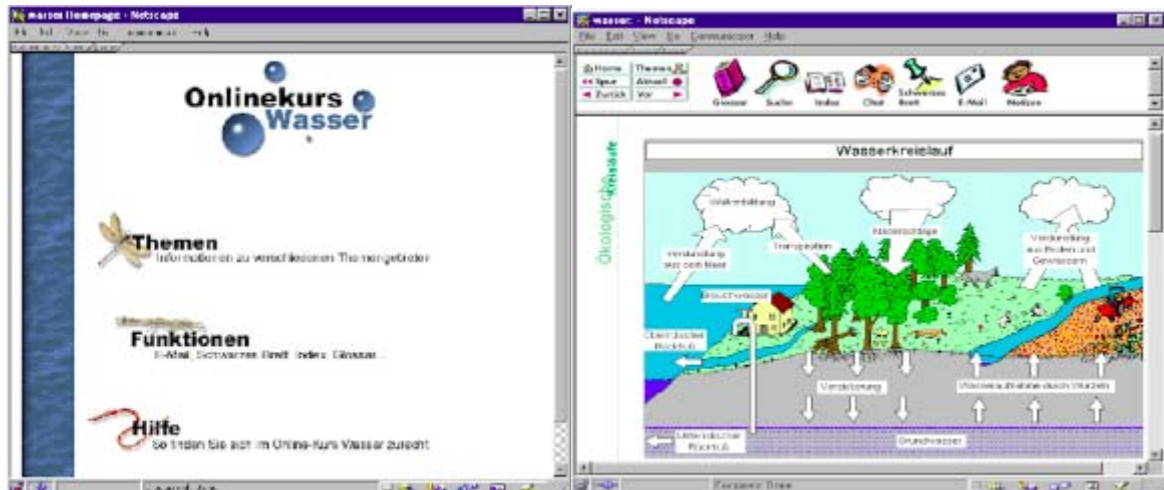 Homepage - Netscape
Onlinekurs
Wasser
Themen
Informationen zu verschiedenen Themengebieten
Funktionen
E-Mail, Schwarzes Brett, Index, Glossar...
Hilfe
So finden Sie sich im Online-Kurs Wasser zurecht
wasser: - Netscape
File Edit View Go Communicator Help
Home Themen
Spur Aktuell
Zurück Vor
Glossar Suche Index Chat Schwarzes Brett E-Mail Notizen
Ökologische
Kreisläufe
Wasserkreislauf
Wolkenbildung
Niederschläge
Transpiration
Verdunstung
aus dem Meer
Verdunstung
aus Boden und
Gewässern
Brauchwasser
Oberirdischer
Rückfluß
Versickerung
Wasseraufnahme durch Wurzeln
Unterirdischer
Rückfluß
Grundwasser